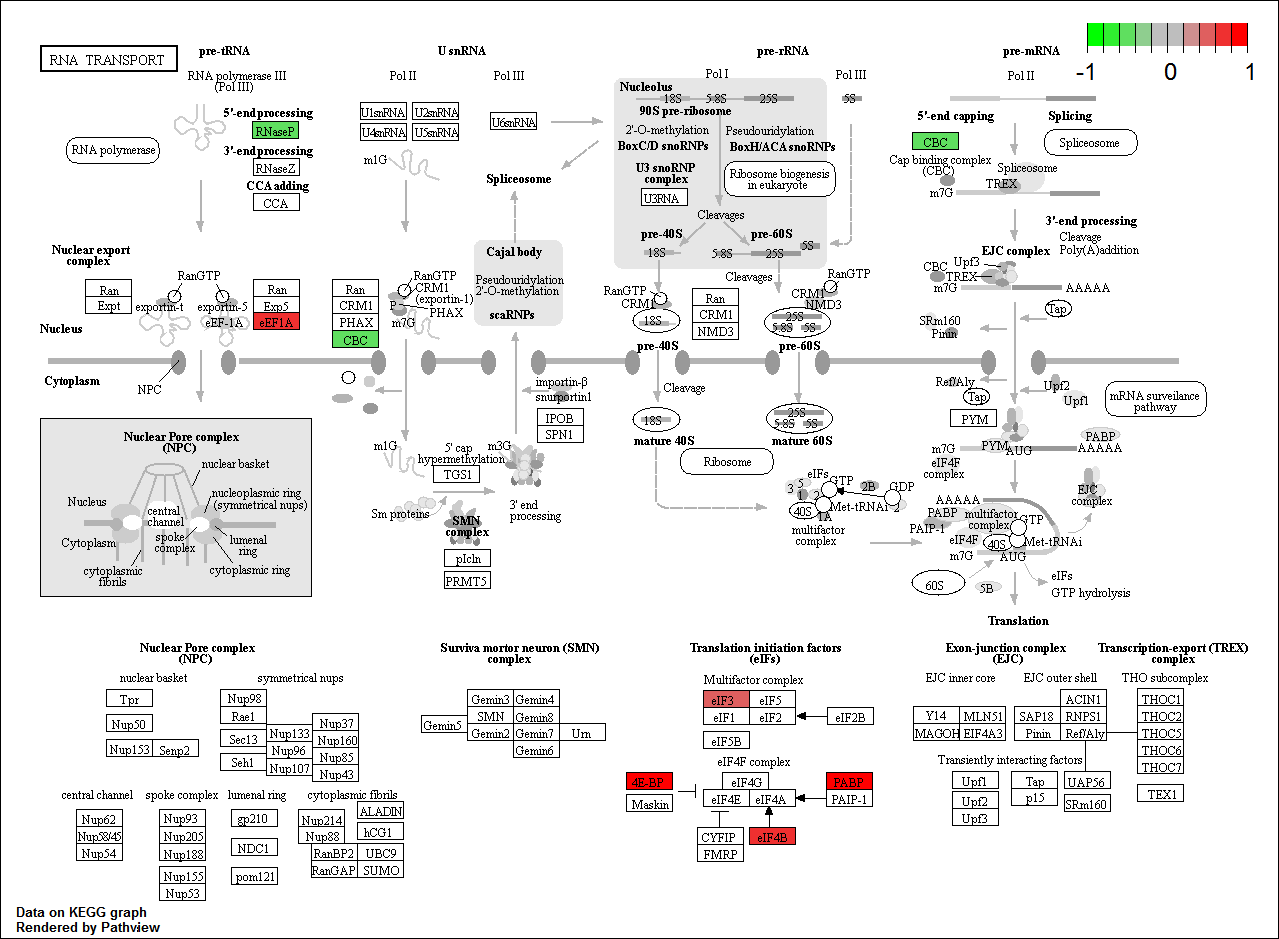 RNA TRANSPORT
pre-tRNA
RNA polymerase III
(Pol III)
5'-end processing
RNaseP
3'-end processing
RNaseZ
CCA adding
CCA
RNA polymerase
U snRNA
Pol II
Pol III
U1snRNA
U2snRNA
U4snRNA
U5snRNA
U6snRNA
m1G
Spliceosome
pre-rRNA
Pol I
Pol III
Nucleolus
18S
5.8S
25S
5S
90S pre-ribosome
2'-O-methylation
Pseudouridylation
BoxC/D snoRNPs
BoxH/ACA snoRNPs
U3 snoRNP
complex
U3RNA
Ribosome biogenesis
in eukaryote
Cleavages
pre-40S
pre-60S
18S
5.8S
25S
5S
Cleavages
pre-mRNA
Pol II
5'-end capping
Splicing
CBC
Spliceosome
Cap binding complex
(CBC)
Spliceosome
TREX
m7G
3'-end processing
Cleavage
Poly(A)addition
EJC complex
CBC
Upf3
TREX
m7G
AAAAA
-1
0
1
Nuclear export
complex
RanGTP
Ran
Expt
exportin-t
exportin-5
eEF-1A
Ran
Exp5
eEF1A
Nucleus
Cytoplasm
NPC
Ran
CRM1
PHAX
CBC
RanGTP
CRM1
(exportin-1)
PHAX
P
m7G
Cajal body
Pseudouridylation
2'-O-methylation
scaRNPs
RanGTP
CRM1
18S
Ran
CRM1
NMD3
RanGTP
CRM1
NMD3
25S
5.8S
5S
pre-40S
pre-60S
SRm160
Pinin
Tap
Ref/Aly
Tap
Upf2
Upf1
mRNA surveilance
pathway
importin-β
snurportin1
IPOB
SPN1
Cleavage
18S
25S
5.8S
5S
mature 40S
mature 60S
Ribosome
PYM
PYM
AUG
PABP
m7G
eIF4F
complex
Nuclear Pore complex
(NPC)
nuclear basket
Nucleus
nucleoplasmic ring
(symmetrical nups)
central
channel
spoke
complex
lumenal
ring
Cytoplasm
cytoplasmic
fibrils
cytoplasmic ring
m1G
5' cap
hypermethylation
TGS1
m3G
Sm proteins
3' end
processing
SMN
complex
pIcln
PRMT5
eIFs
3
5
1
2
GTP
2B
GDP
Met-tRNAi
2
40S
1A
multifactor
complex
AAAAA
PABP
PAIP-1
multifactor
complex
GTP
eIF4F
40S
Met-tRNAi
m7G
AUG
EJC
complex
60S
5B
eIFs
GTP hydrolysis
Translation
Nuclear Pore complex
(NPC)
nuclear basket
symmetrical nups
Tpr
Nup50
Nup153
Senp2
Nup98
Rae1
Sec13
Seh1
Nup133
Nup96
Nup107
Nup37
Nup160
Nup85
Nup43
central channel
spoke complex
lumenal ring
cytoplasmic fibrils
Nup62
Nup58/45
Nup54
Nup93
Nup205
Nup188
Nup155
Nup53
gp210
NDC1
pom121
Nup214
Nup88
ALADIN
hCG1
RanBP2
UBC9
RanGAP
SUMO
Surviva mortor neuron (SMN)
complex
Gemin5
Gemin3
Gemin4
SMN
Gemin8
Gemin2
Gemin7
Urn
Gemin6
Translation initiation factors
(eIFs)
Multifactor complex
eIF3
eIF5
eIF1
eIF2
eIF2B
eIF5B
eIF4F complex
4E-BP
Maskin
eIF4G
eIF4E
eIF4A
PABP
PAIP-1
CYFIP
FMRP
eIF4B
Exon-junction complex
(EJC)
EJC inner core
EJC outer shell
Y14
MLN51
MAGOH
EIF4A3
ACIN1
SAP18
RNPS1
Pinin
Ref/Aly
Transiently interacting factors
Upf1
Upf2
Upf3
Tap
p15
UAP56
SRm160
Transcription-export (TREX)
complex
THO subcomplex
THOC1
THOC2
THOC5
THOC6
THOC7
TEX1
Data on KEGG graph
Rendered by Pathview